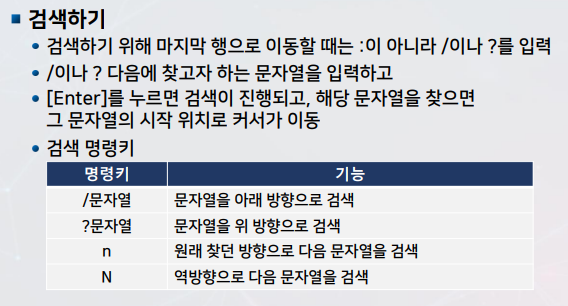 검색하기
검색하기 위해 마지막 행으로 이동할 때는 :이 아니라 /이나 ?를 입력
/이나 ? 다음에 찾고자 하는 문자열을 입력하고
[Enter]를 누르면 검색이 진행되고, 해당 문자열을 찾으면
그 문자열의 시작 위치로 커서가 이동
검색 명령키
명령키 기능
/문자열 문자열을 아래 방향으로 검색
?문자열 문자열을 위 방향으로 검색
n 원래 찾던 방향으로 다음 문자열을 검색
N 역방향으로 다음 문자열을 검색